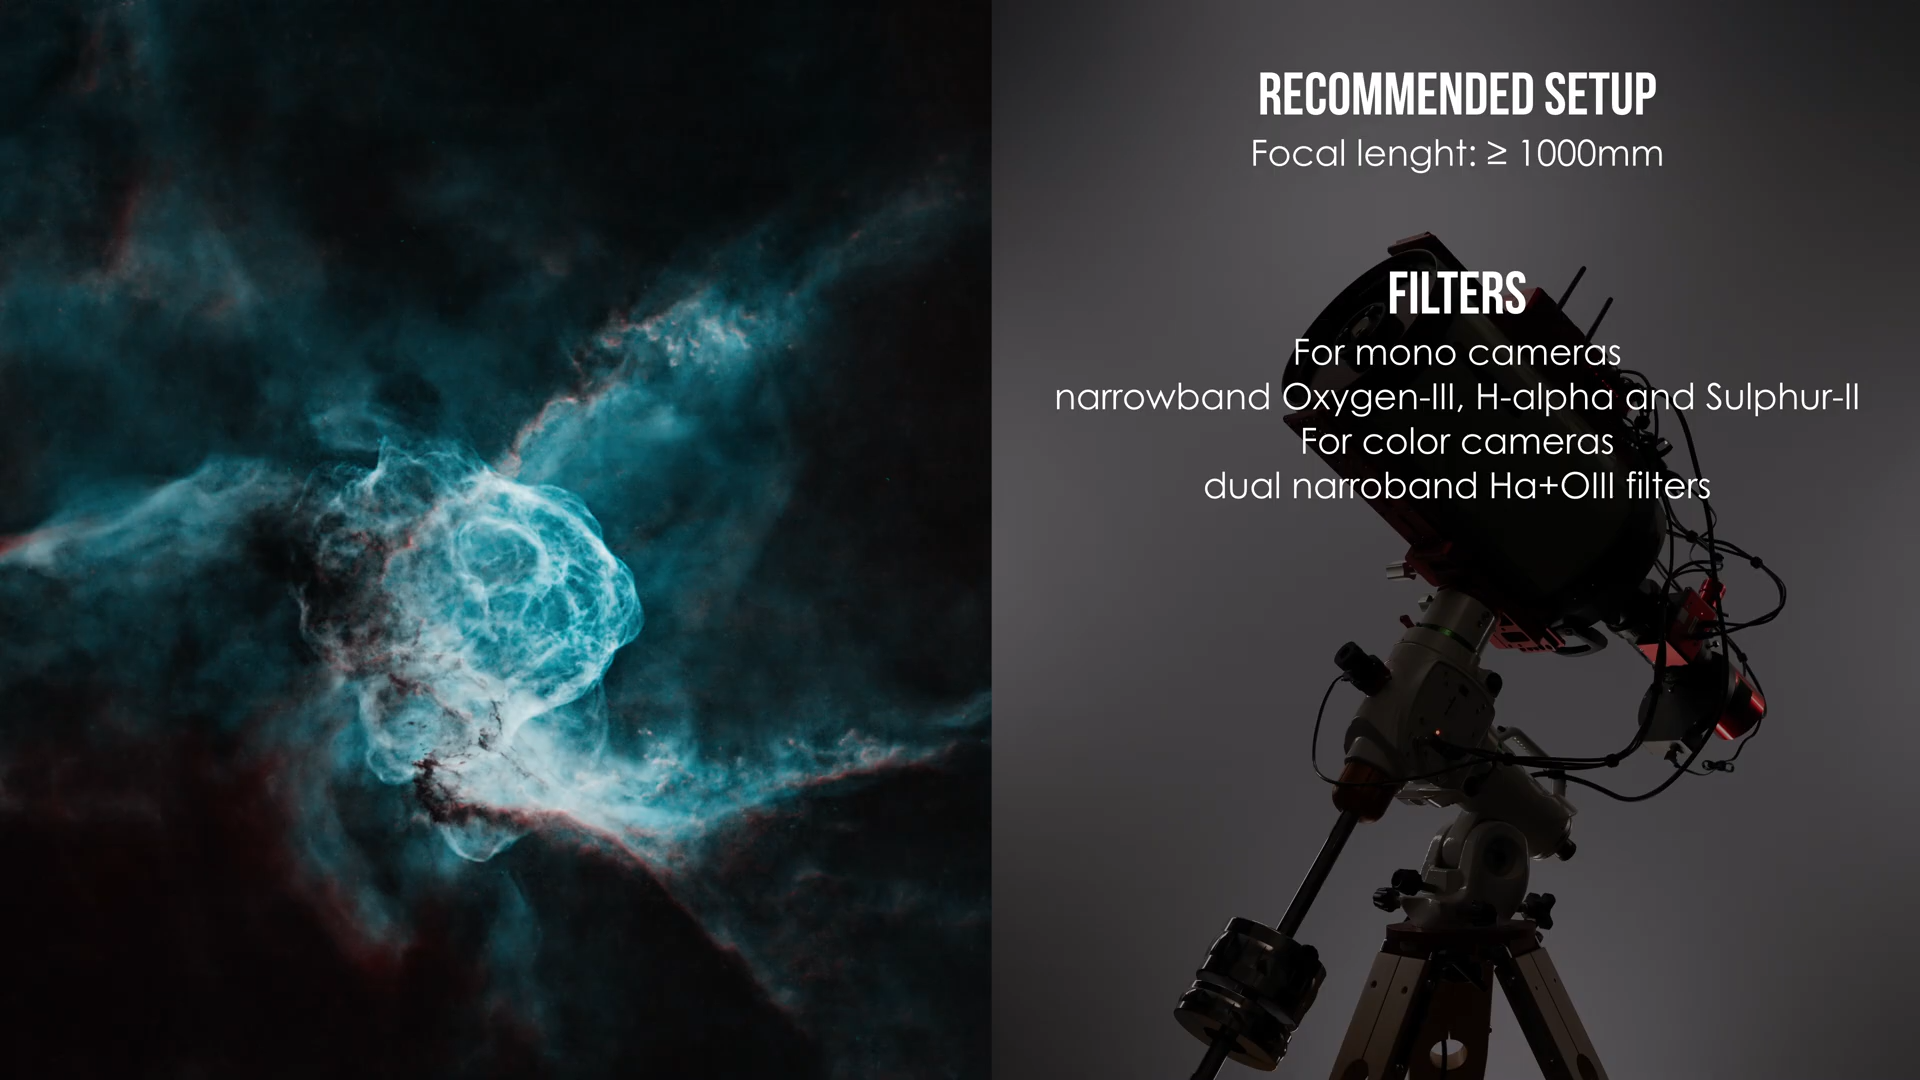 RECOMMENDED SETUP
Focal lenght: ≥ 1000mm
FILTERS
For mono cameras
narrowband Oxygen-III, H-alpha and Sulphur-II
For color cameras
dual narroband Ha+OIII filters